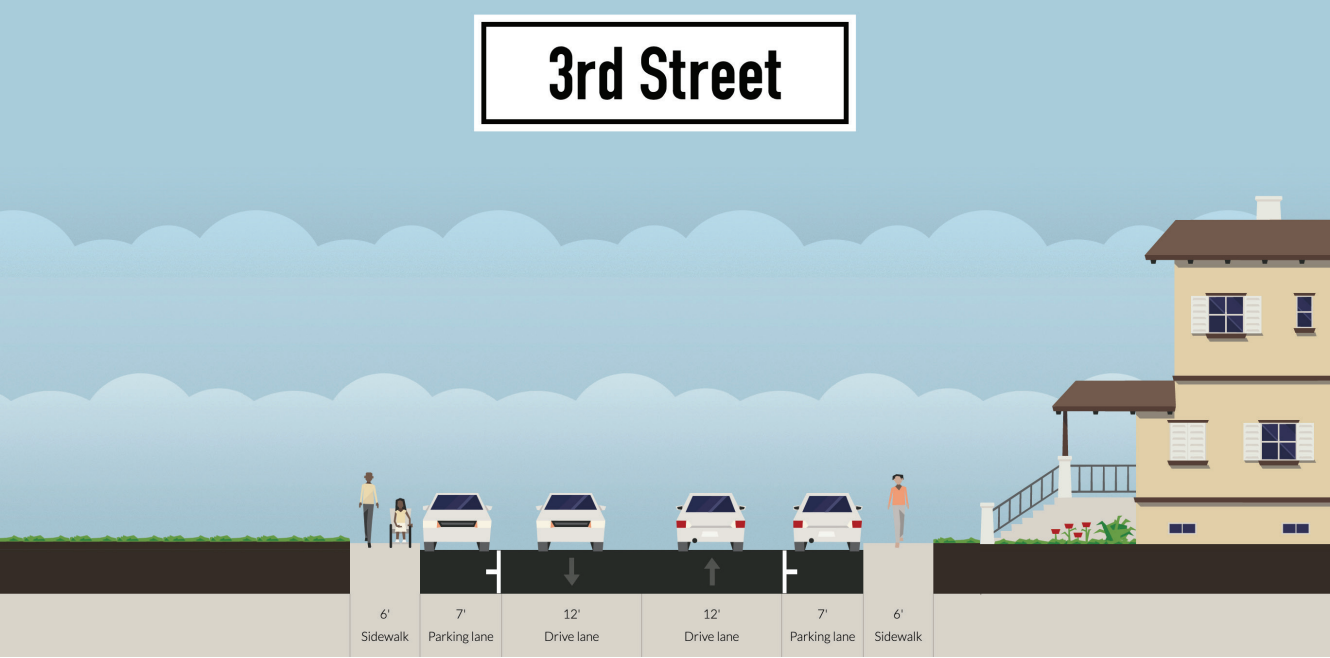 3rd Street
6' 7' 12' 12' 7' 6'
Sidewalk Parking lane Drive lane Drive lane Parking lane Sidewalk